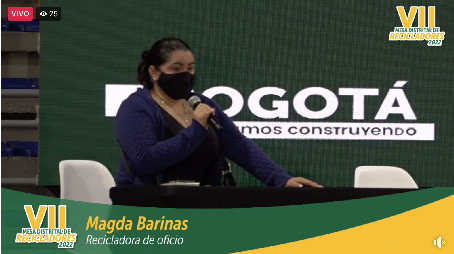 VIVO 25
VII
MESA DISTRITAL DE
RECICLADORES
2022
BOGOTÁ
MOS CONSTRUYENDO
VII
MESA DISTRITAL DE
RECICLADORES
2022
Magda Barinas
Recicladora de oficio